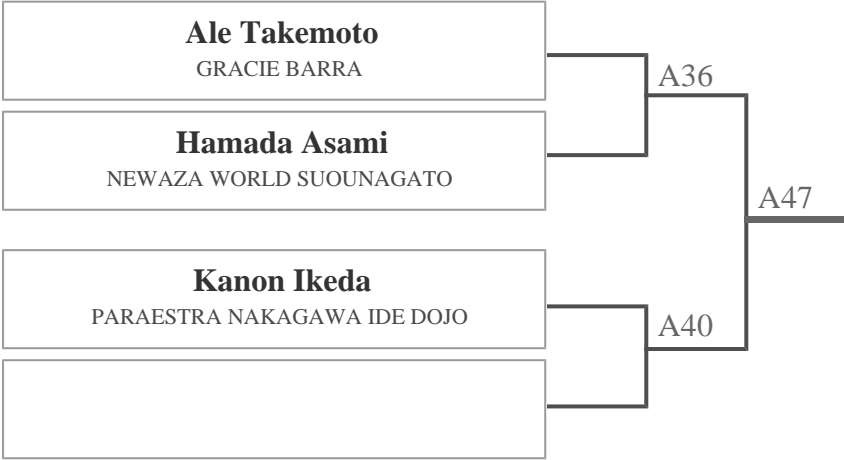 Ale Takemoto
GRACIE BARRA
A36
Hamada Asami
NEWAZA WORLD SUOUNAGATO
A47
Kanon Ikeda
PARAESTRA NAKAGAWA IDE DOJO
A40